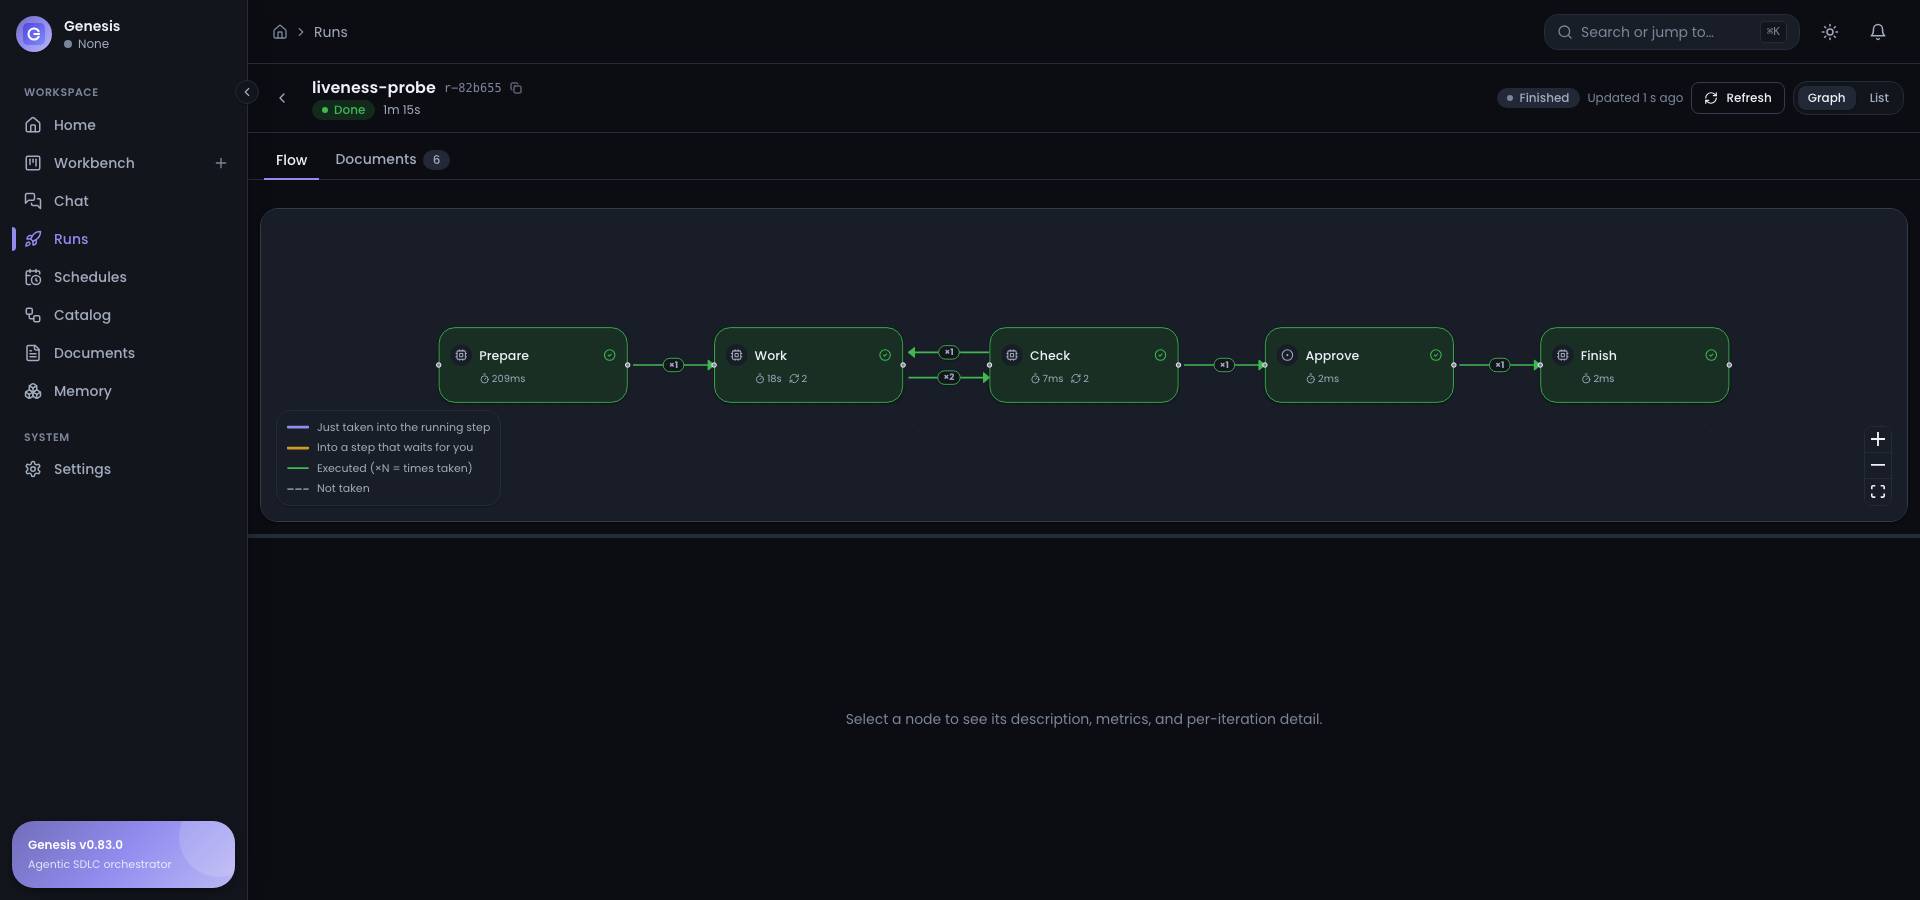 Genesis
None
WORKSPACE
Home
Workbench
Chat
Runs
Schedules
Catalog
Documents
Memory
SYSTEM
Settings
Genesis v0.83.0
Agentic SDLC orchestrator
Runs
Search or jump to...
⌘K
liveness-probe r-82b655
Done 1m 15s
Finished Updated 1 s ago Refresh Graph List
Flow Documents 6
Prepare
209ms
×1
Work
18s 2
×1
×2
Check
7ms 2
×1
Approve
2ms
×1
Finish
2ms
Just taken into the running step
Into a step that waits for you
Executed (×N = times taken)
Not taken
Select a node to see its description, metrics, and per-iteration detail.